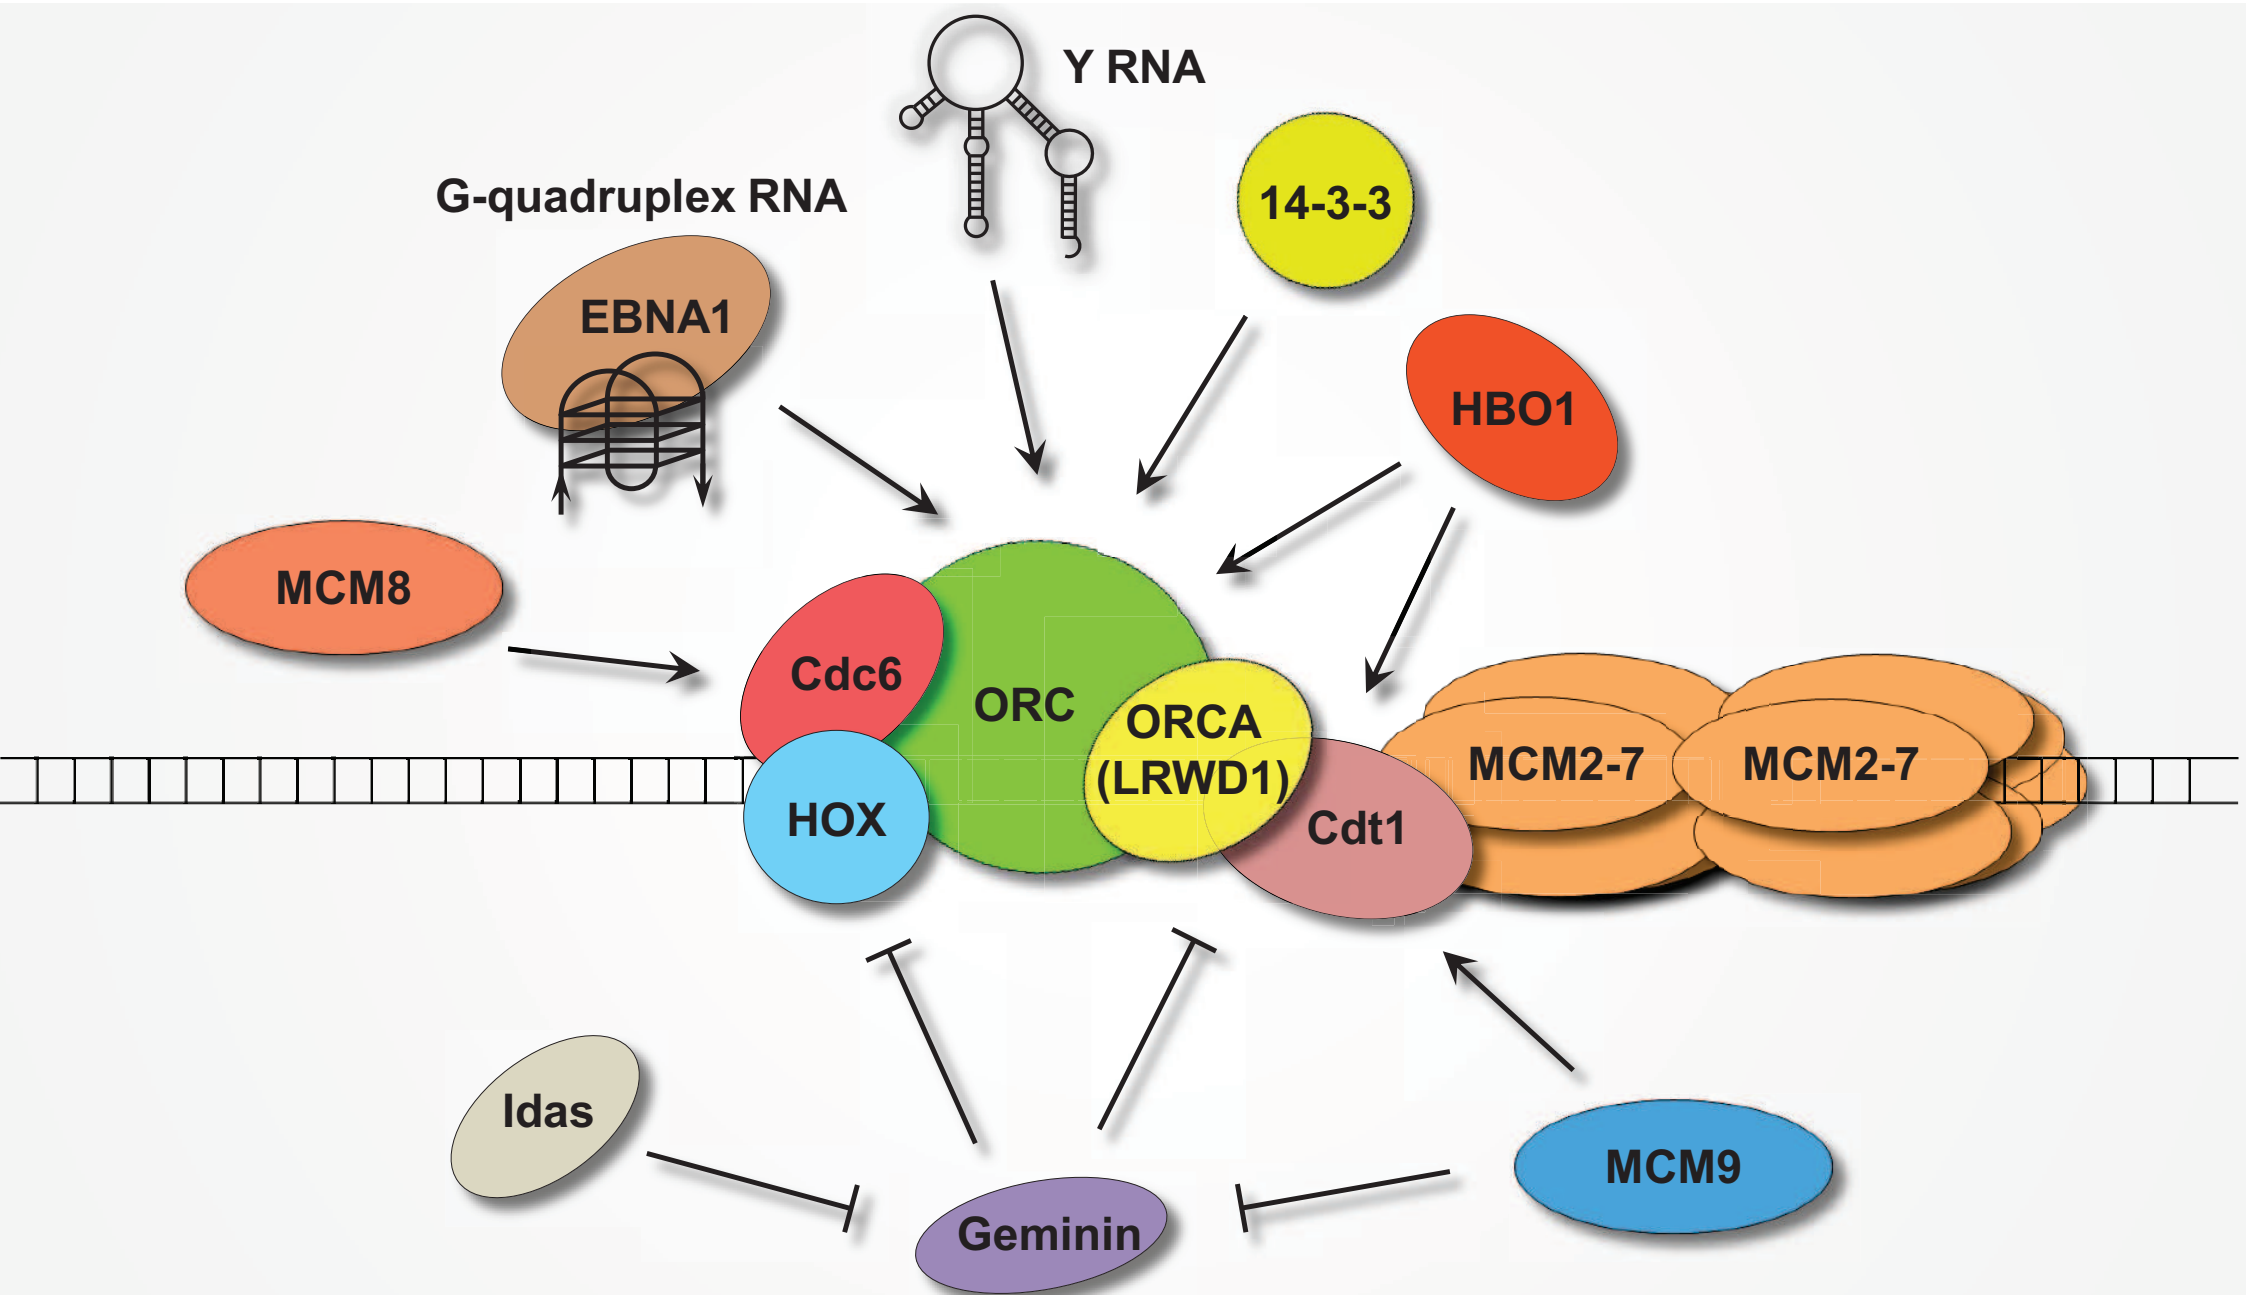 Y RNA
G-quadruplex RNA
14-3-3
EBNA1
HBO1
MCM8
Cdc6
ORC
ORCA
(LRWD1)
MCM2-7
MCM2-7
HOX
Cdt1
Idas
MCM9
Geminin